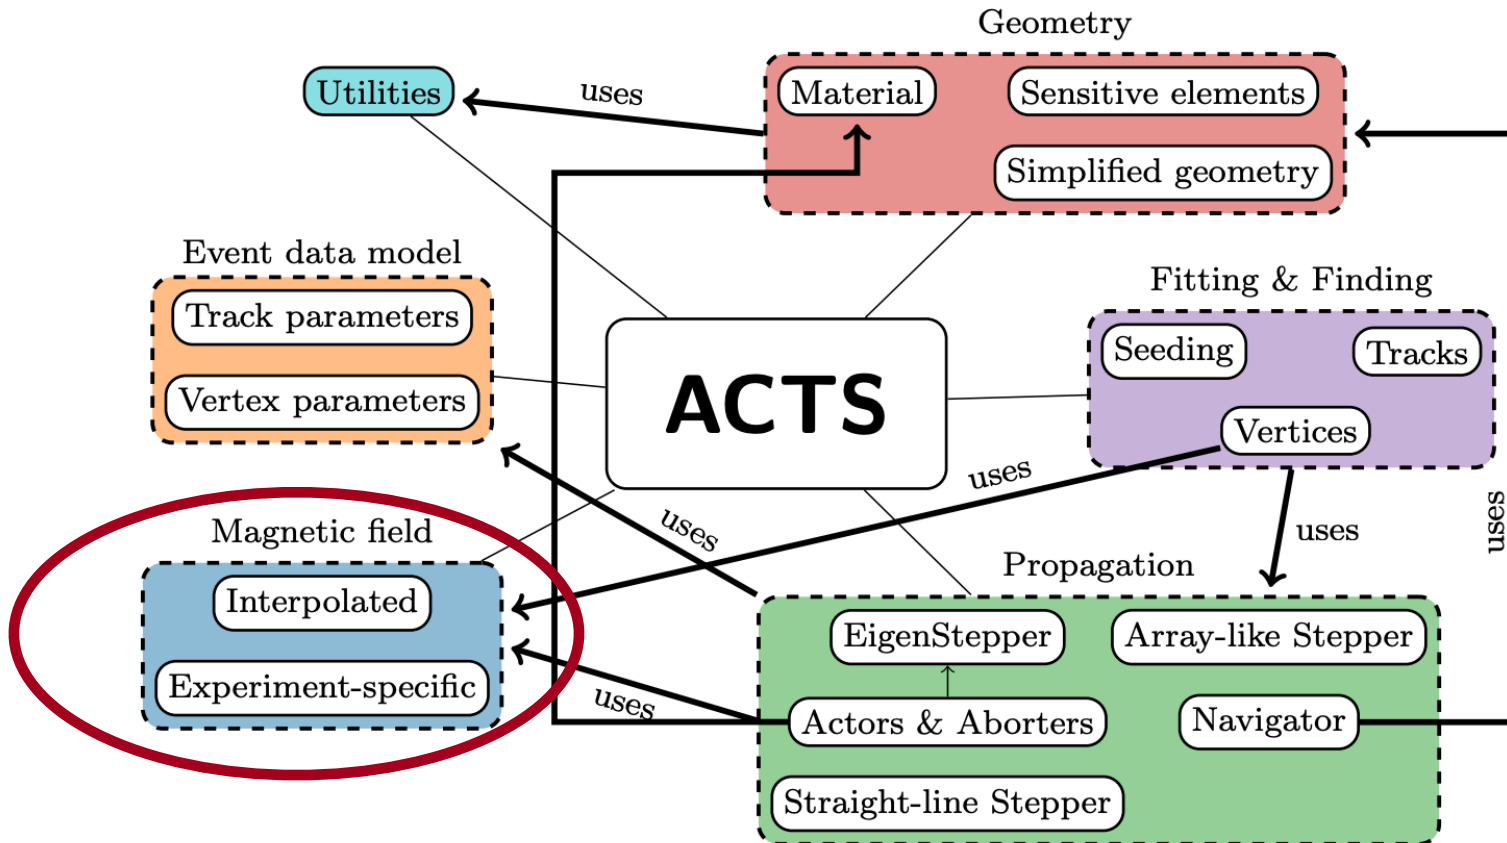 Geometry
Utilities
uses
Material
Sensitive elements
Simplified geometry
Event data model
Track parameters
Vertex parameters
Fitting & Finding
Seeding
Tracks
Vertices
ACTS
uses
uses
uses
uses
Magnetic field
Interpolated
Experiment-specific
uses
Propagation
EigenStepper
Array-like Stepper
Actors & Aborters
Navigator
Straight-line Stepper